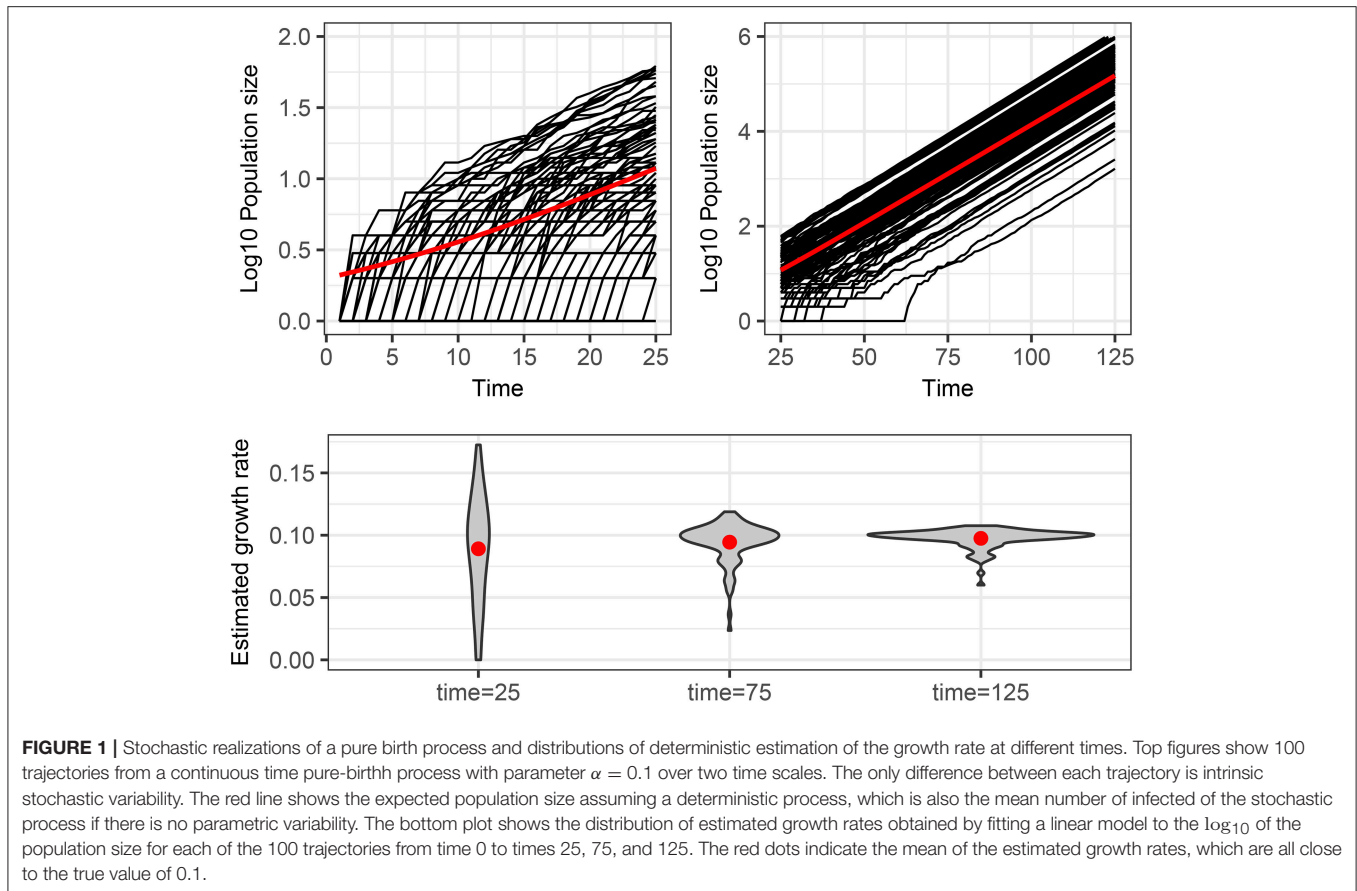 2.0
1.5
1.0
0.5
0.0
Log10 Population size
0
5
10
15
20
25
Time
6
4
2
0
Log10 Population size
25
50
75
100
125
Time
0.15
0.10
0.05
0.00
Estimated growth rate
time=25
time=75
time=125
FIGURE 1 | Stochastic realizations of a pure birth process and distributions of deterministic estimation of the growth rate at different times. Top figures show 100
trajectories from a continuous time pure-birthh process with parameter α = 0.1 over two time scales. The only difference between each trajectory is intrinsic
stochastic variability. The red line shows the expected population size assuming a deterministic process, which is also the mean number of infected of the stochastic
process if there is no parametric variability. The bottom plot shows the distribution of estimated growth rates obtained by fitting a linear model to the log10 of the
population size for each of the 100 trajectories from time 0 to times 25, 75, and 125. The red dots indicate the mean of the estimated growth rates, which are all close
to the true value of 0.1.